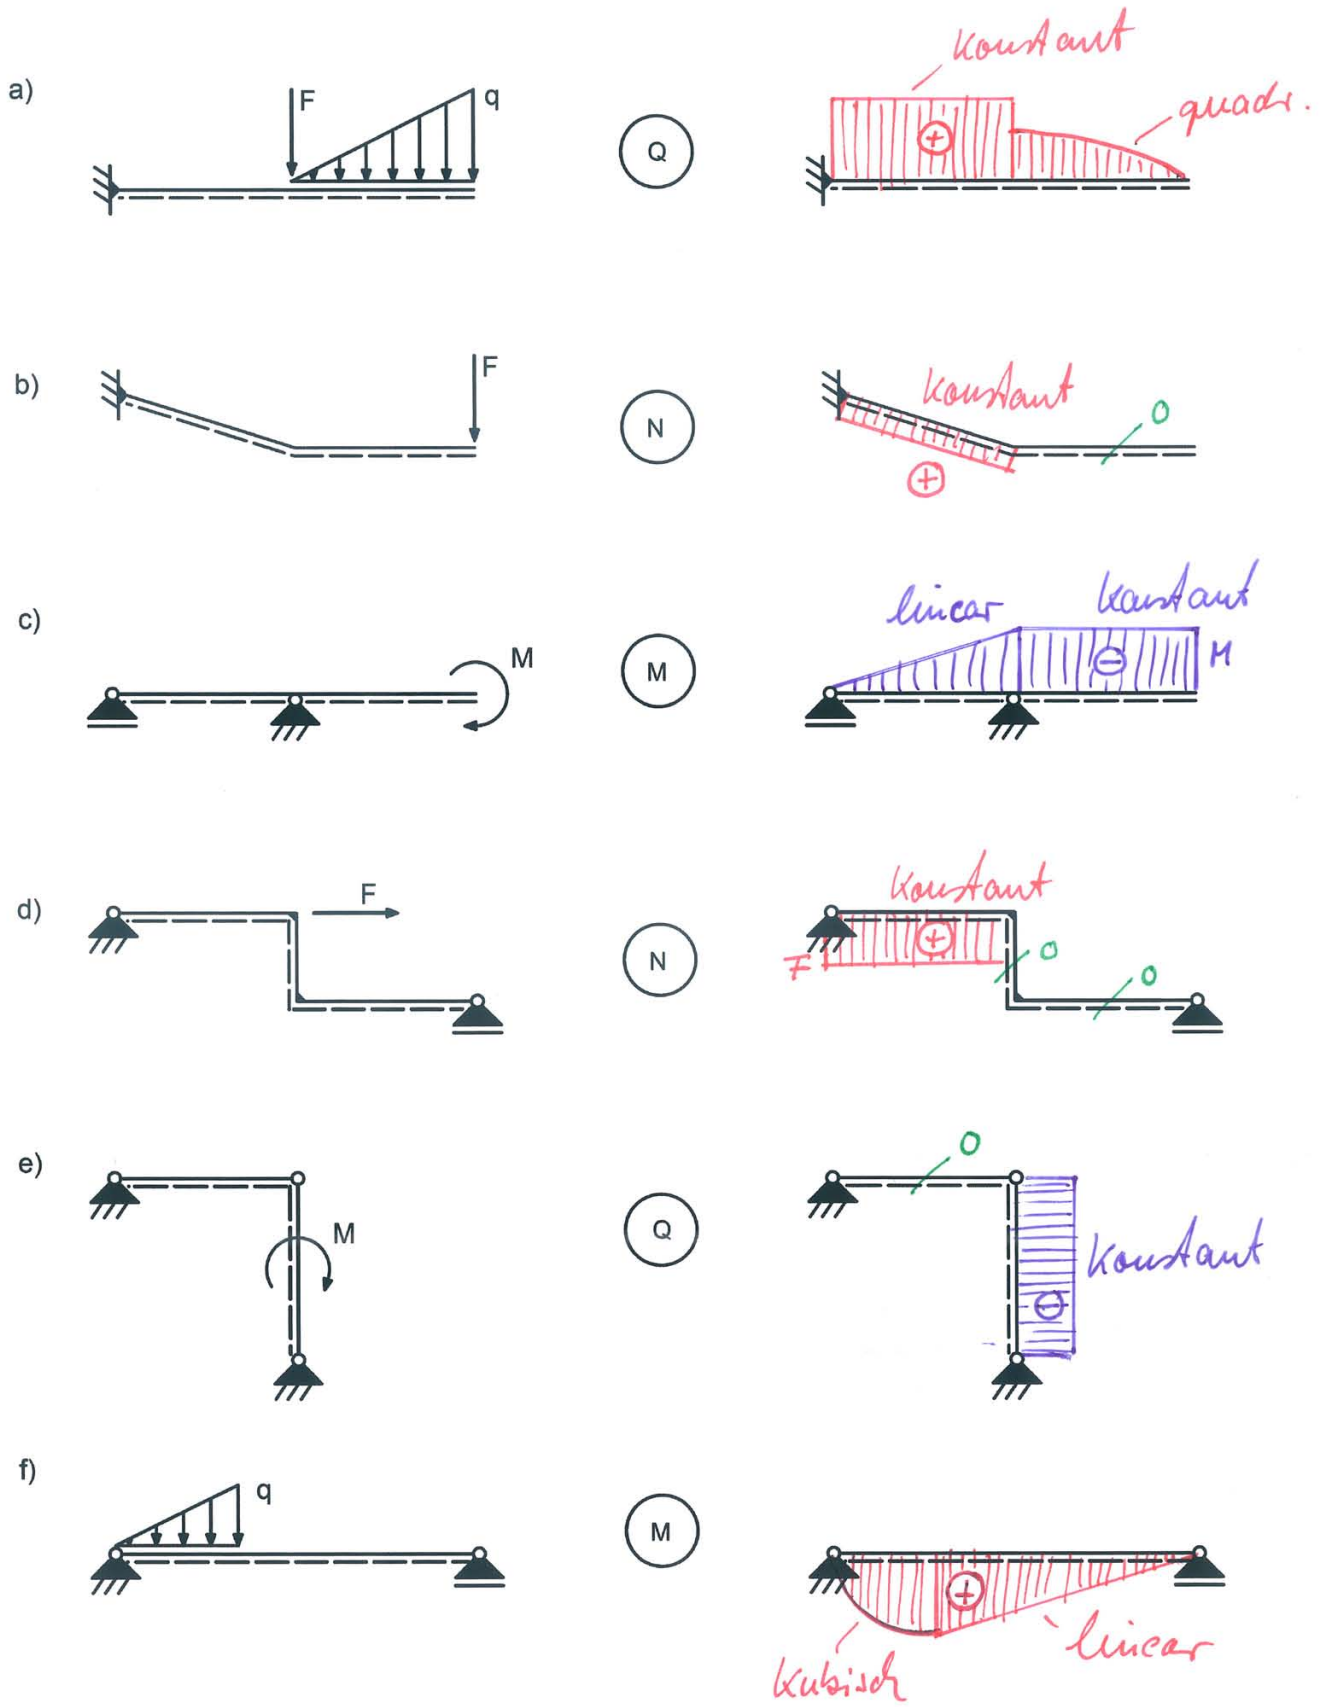 konstant
a) F q Q + quadr.
b) F N konstant 0
+
c) M M linear konstant
- M
d) F N konstant
+ F 0 0
e) M Q 0
konstant
-
f) q M +
kubisch linear